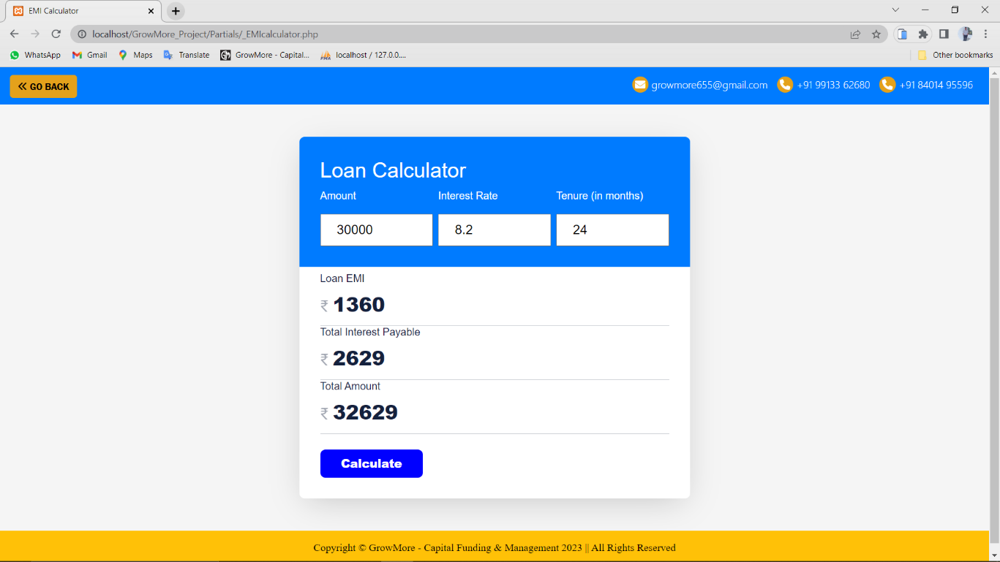 EMI Calculator
localhost/GrowMore_Project/Partials/_EMIcalculator.php
WhatsApp Gmail Maps Translate GrowMore - Capital... localhost / 127.0.0.... Other bookmarks
GO BACK growmore655@gmail.com +91 99133 62680 +91 84014 95596
Loan Calculator
Amount Interest Rate Tenure (in months)
30000 8.2 24
Loan EMI
₹ 1360
Total Interest Payable
₹ 2629
Total Amount
₹ 32629
Calculate
Copyright © GrowMore - Capital Funding & Management 2023 || All Rights Reserved